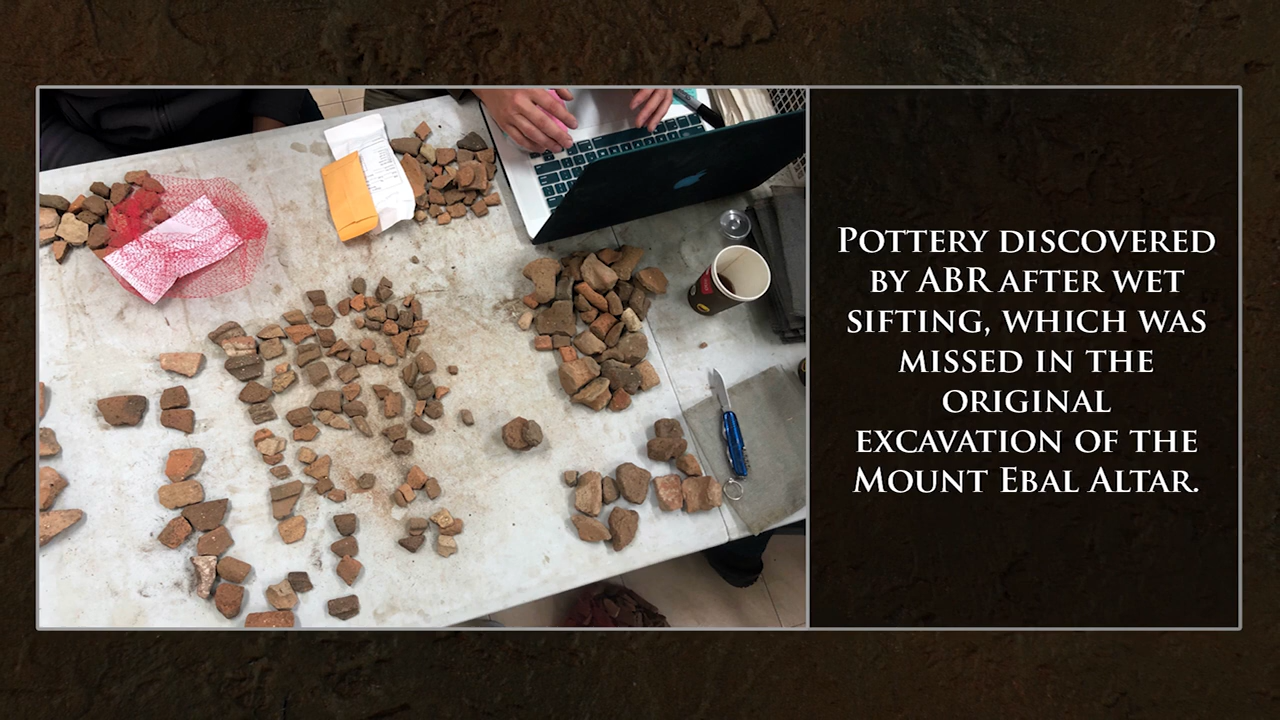 Pottery discovered
by ABR after wet
sifting, which was
missed in the
original
excavation of the
Mount Ebal Altar.